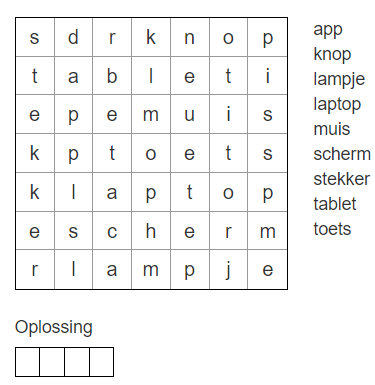 s d r k n o p
t a b l e t i
e p e m u i s
k p t o e t s
k l a p t o p
e s c h e r m
r l a m p j e
app
knop
lampje
laptop
muis
scherm
stekker
tablet
toets
Oplossing